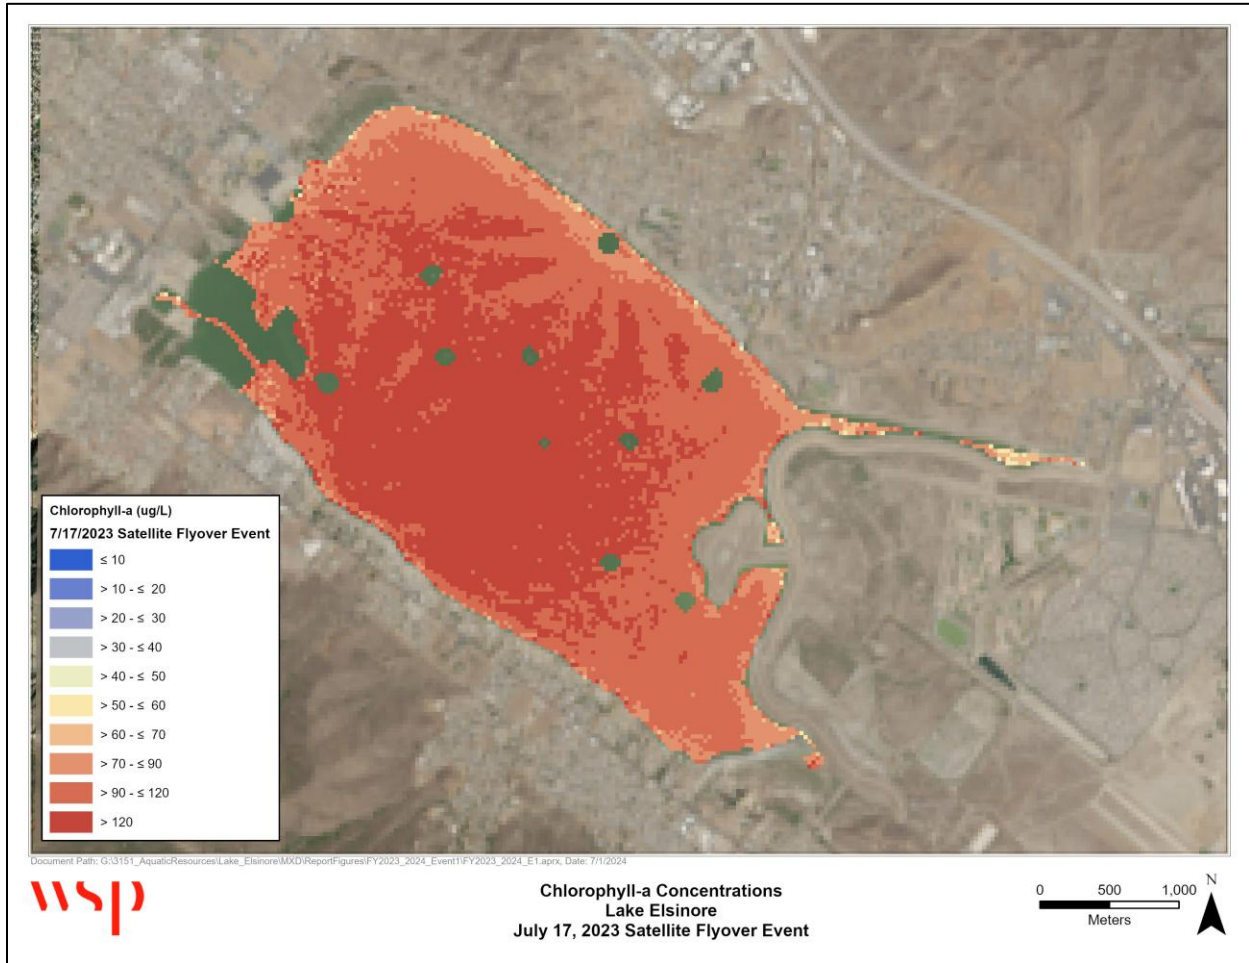 Chlorophyll-a (ug/L)
7/17/2023 Satellite Flyover Event
≤ 10
> 10 - ≤ 20
> 20 - ≤ 30
> 30 - ≤ 40
> 40 - ≤ 50
> 50 - ≤ 60
> 60 - ≤ 70
> 70 - ≤ 90
> 90 - ≤ 120
> 120
Document Path: G:\3151_AquaticResources\Lake_Elsinore\MXD\ReportFigures\FY2023_2024_Event1\FY2023_2024_E1.aprx, Date: 7/1/2024
wsp
Chlorophyll-a Concentrations
Lake Elsinore
July 17, 2023 Satellite Flyover Event
0 500 1,000
Meters
N